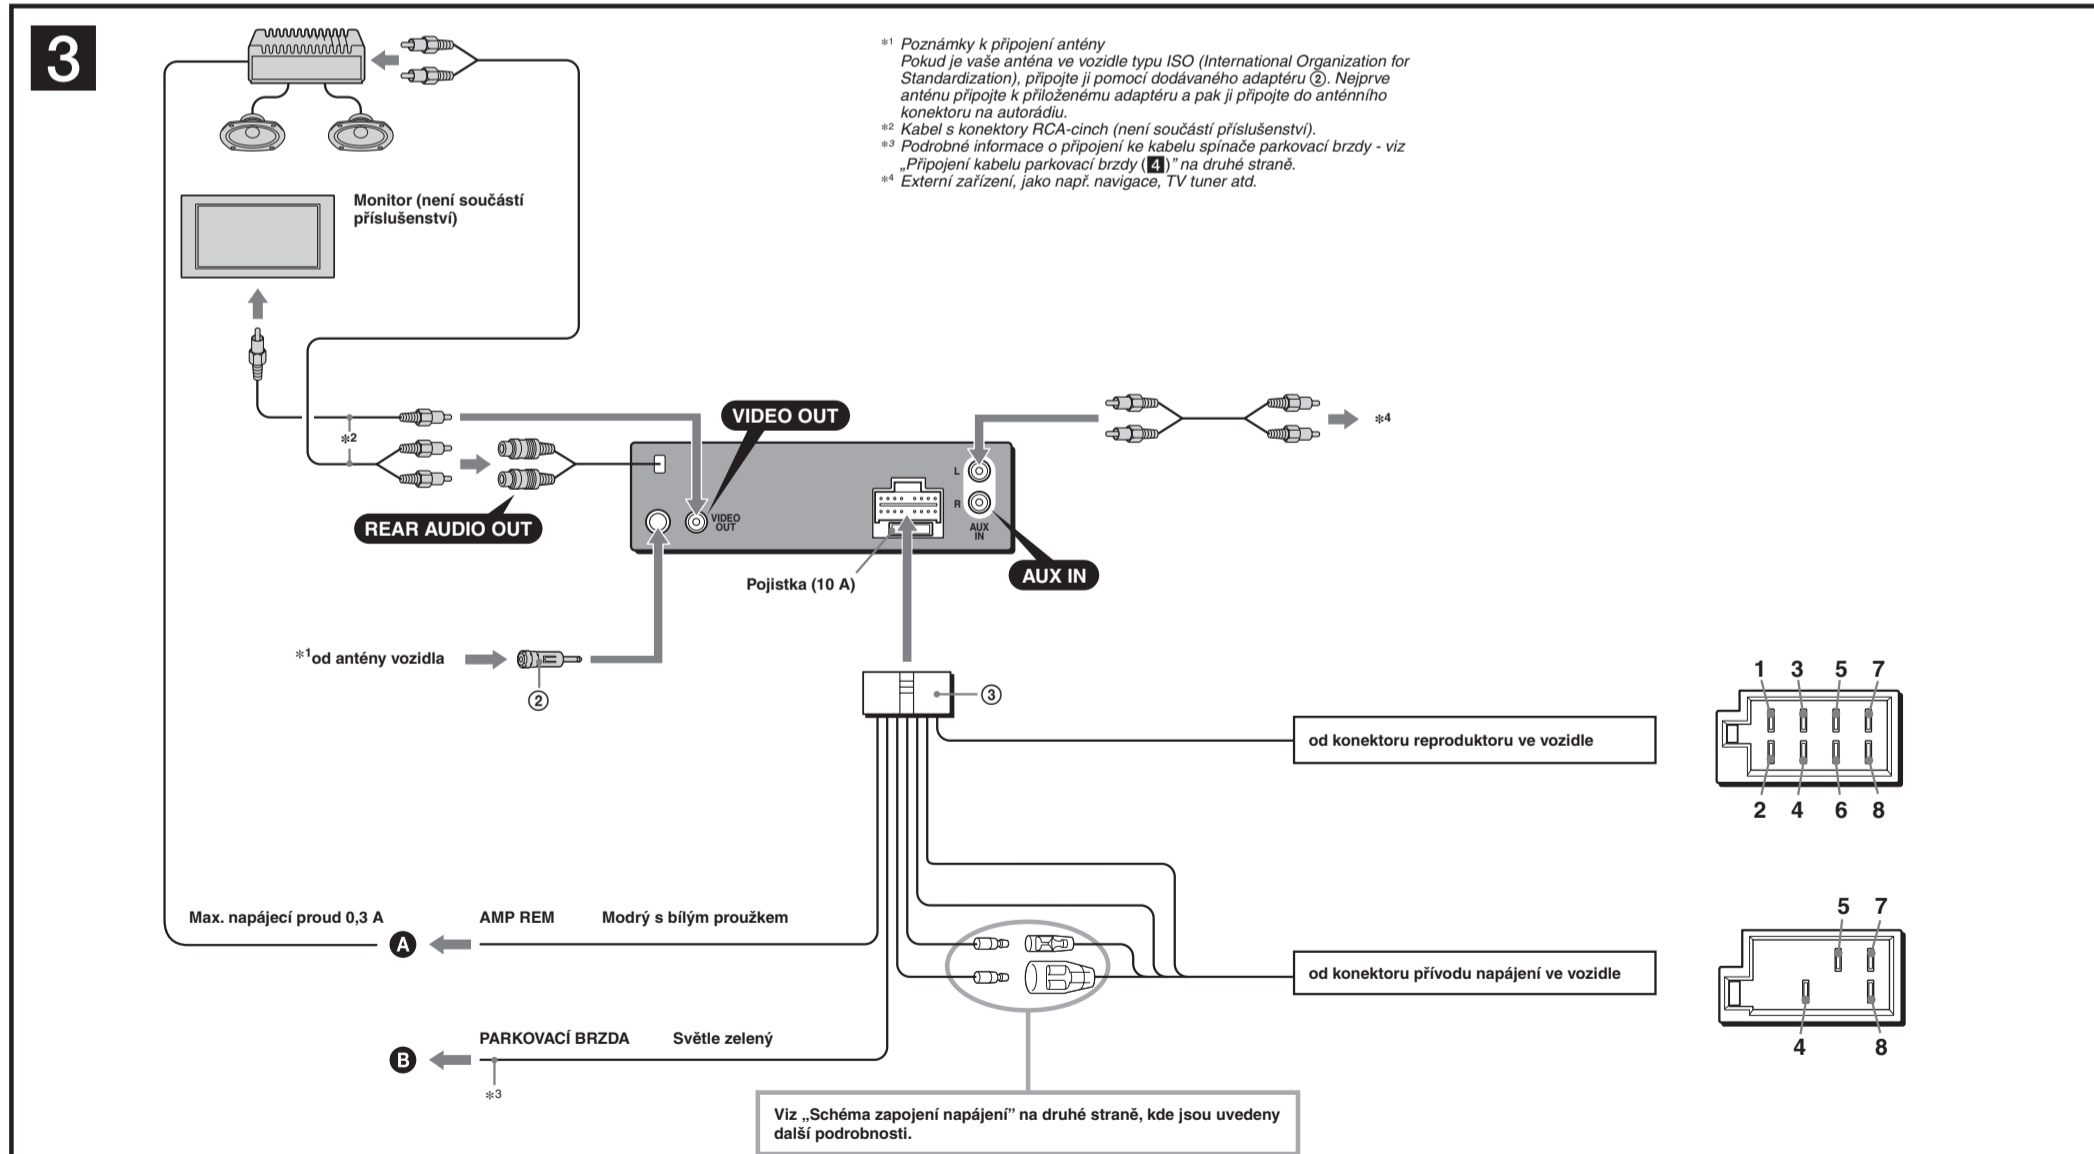 3
*1 Poznámky k připojení antény
Pokud je vaše anténa ve vozidle typu ISO (International Organization for
Standardization), připojte ji pomocí dodávaného adaptéru ②. Nejprve
anténu připojte k přiloženému adaptéru a pak ji připojte do anténního
konektoru na autorádiu.
*2 Kabel s konektory RCA-cinch (není součástí příslušenství).
*3 Podrobné informace o připojení ke kabelu spínače parkovací brzdy - viz
„Připojení kabelu parkovací brzdy (4)” na druhé straně.
*4 Externí zařízení, jako např. navigace, TV tuner atd.
Monitor (není součástí
příslušenství)
VIDEO OUT
*4
*2
L
R
REAR AUDIO OUT
VIDEO
OUT
AUX
IN
Pojistka (10 A)
AUX IN
*1od antény vozidla
②
③
1 3 5 7
od konektoru reproduktoru ve vozidle
2 4 6 8
Max. napájecí proud 0,3 A
AMP REM
Modrý s bílým proužkem
A
5 7
od konektoru přívodu napájení ve vozidle
4 8
PARKOVACÍ BRZDA
Světle zelený
B
*3
Viz „Schéma zapojení napájení” na druhé straně, kde jsou uvedeny
další podrobnosti.